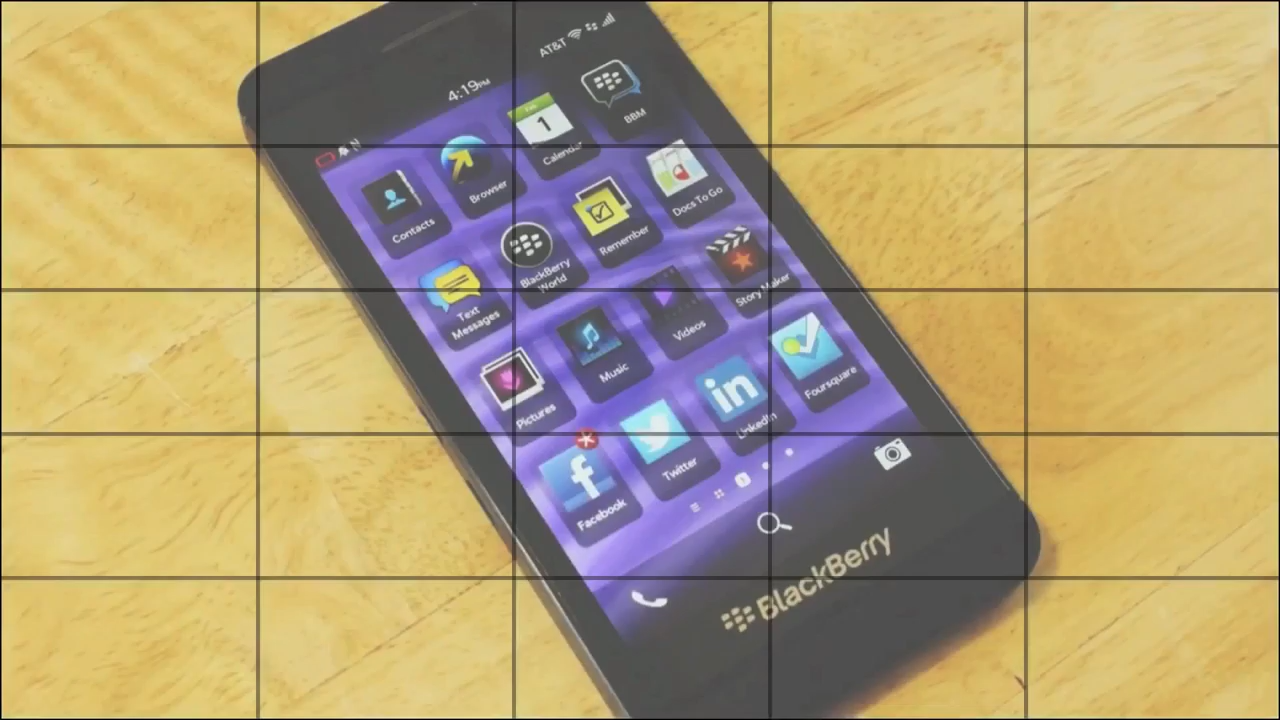 AT&T
4:19PM
N
Contacts
Browser
1
Calendar
BBM
Text
Messages
BlackBerry
World
Remember
Docs To Go
Pictures
Music
Videos
Story Maker
f
Facebook
Twitter
in
LinkedIn
Foursquare
BlackBerry